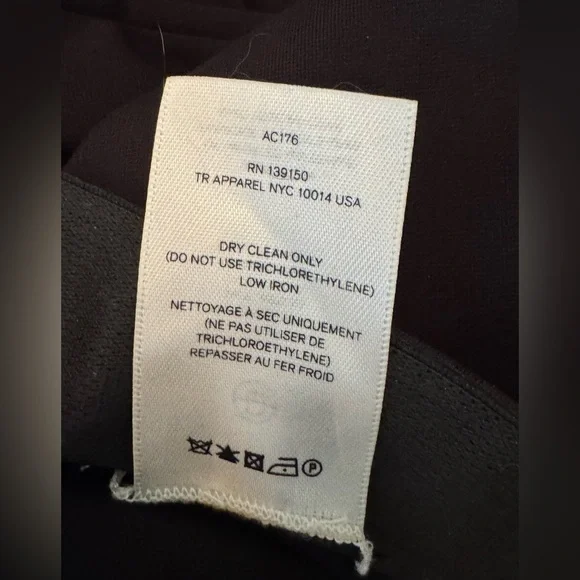 AC176
RN 139150
TR APPAREL NYC 10014 USA
DRY CLEAN ONLY
(DO NOT USE TRICHLORETHYLENE)
LOW IRON
NETTOYAGE À SEC UNIQUEMENT
(NE PAS UTILISER DE
TRICHLOROETHYLENE)
REPASSER AU FER FROID
P